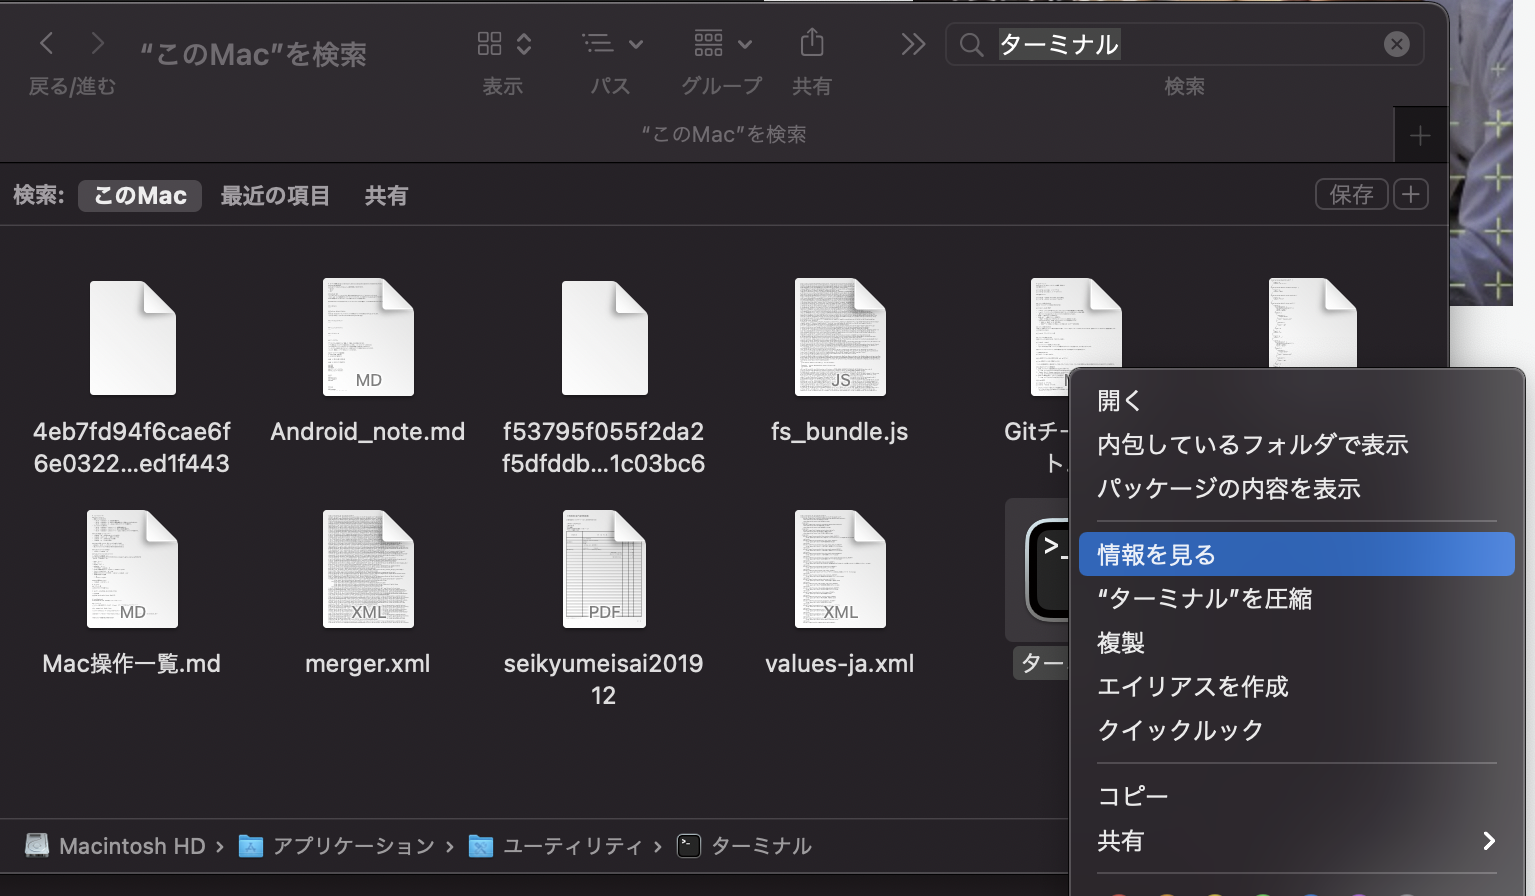 “このMac”を検索
ターミナル
戻る/進む
表示
パス
グループ
共有
検索
“このMac”を検索
検索:
このMac
最近の項目
共有
保存
MD
JS
4eb7fd94f6cae6f
6e0322...ed1f443
Android_note.md
f53795f055f2da2
f5dfddb...1c03bc6
fs_bundle.js
Gitチー
ト.
MD
XML
PDF
XML
Mac操作一覧.md
merger.xml
seikyumeisai2019
12
values-ja.xml
ター
開く
内包しているフォルダで表示
パッケージの内容を表示
情報を見る
“ターミナル”を圧縮
複製
エイリアスを作成
クイックルック
コピー
共有
Macintosh HD
アプリケーション
ユーティリティ
ターミナル